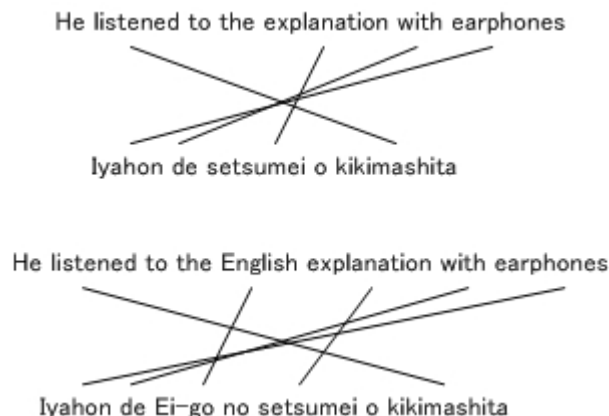 He listened to the explanation with earphones
Iyahon de setsumei o kikimashita
He listened to the English explanation with earphones
Iyahon de Ei-go no setsumei o kikimashita